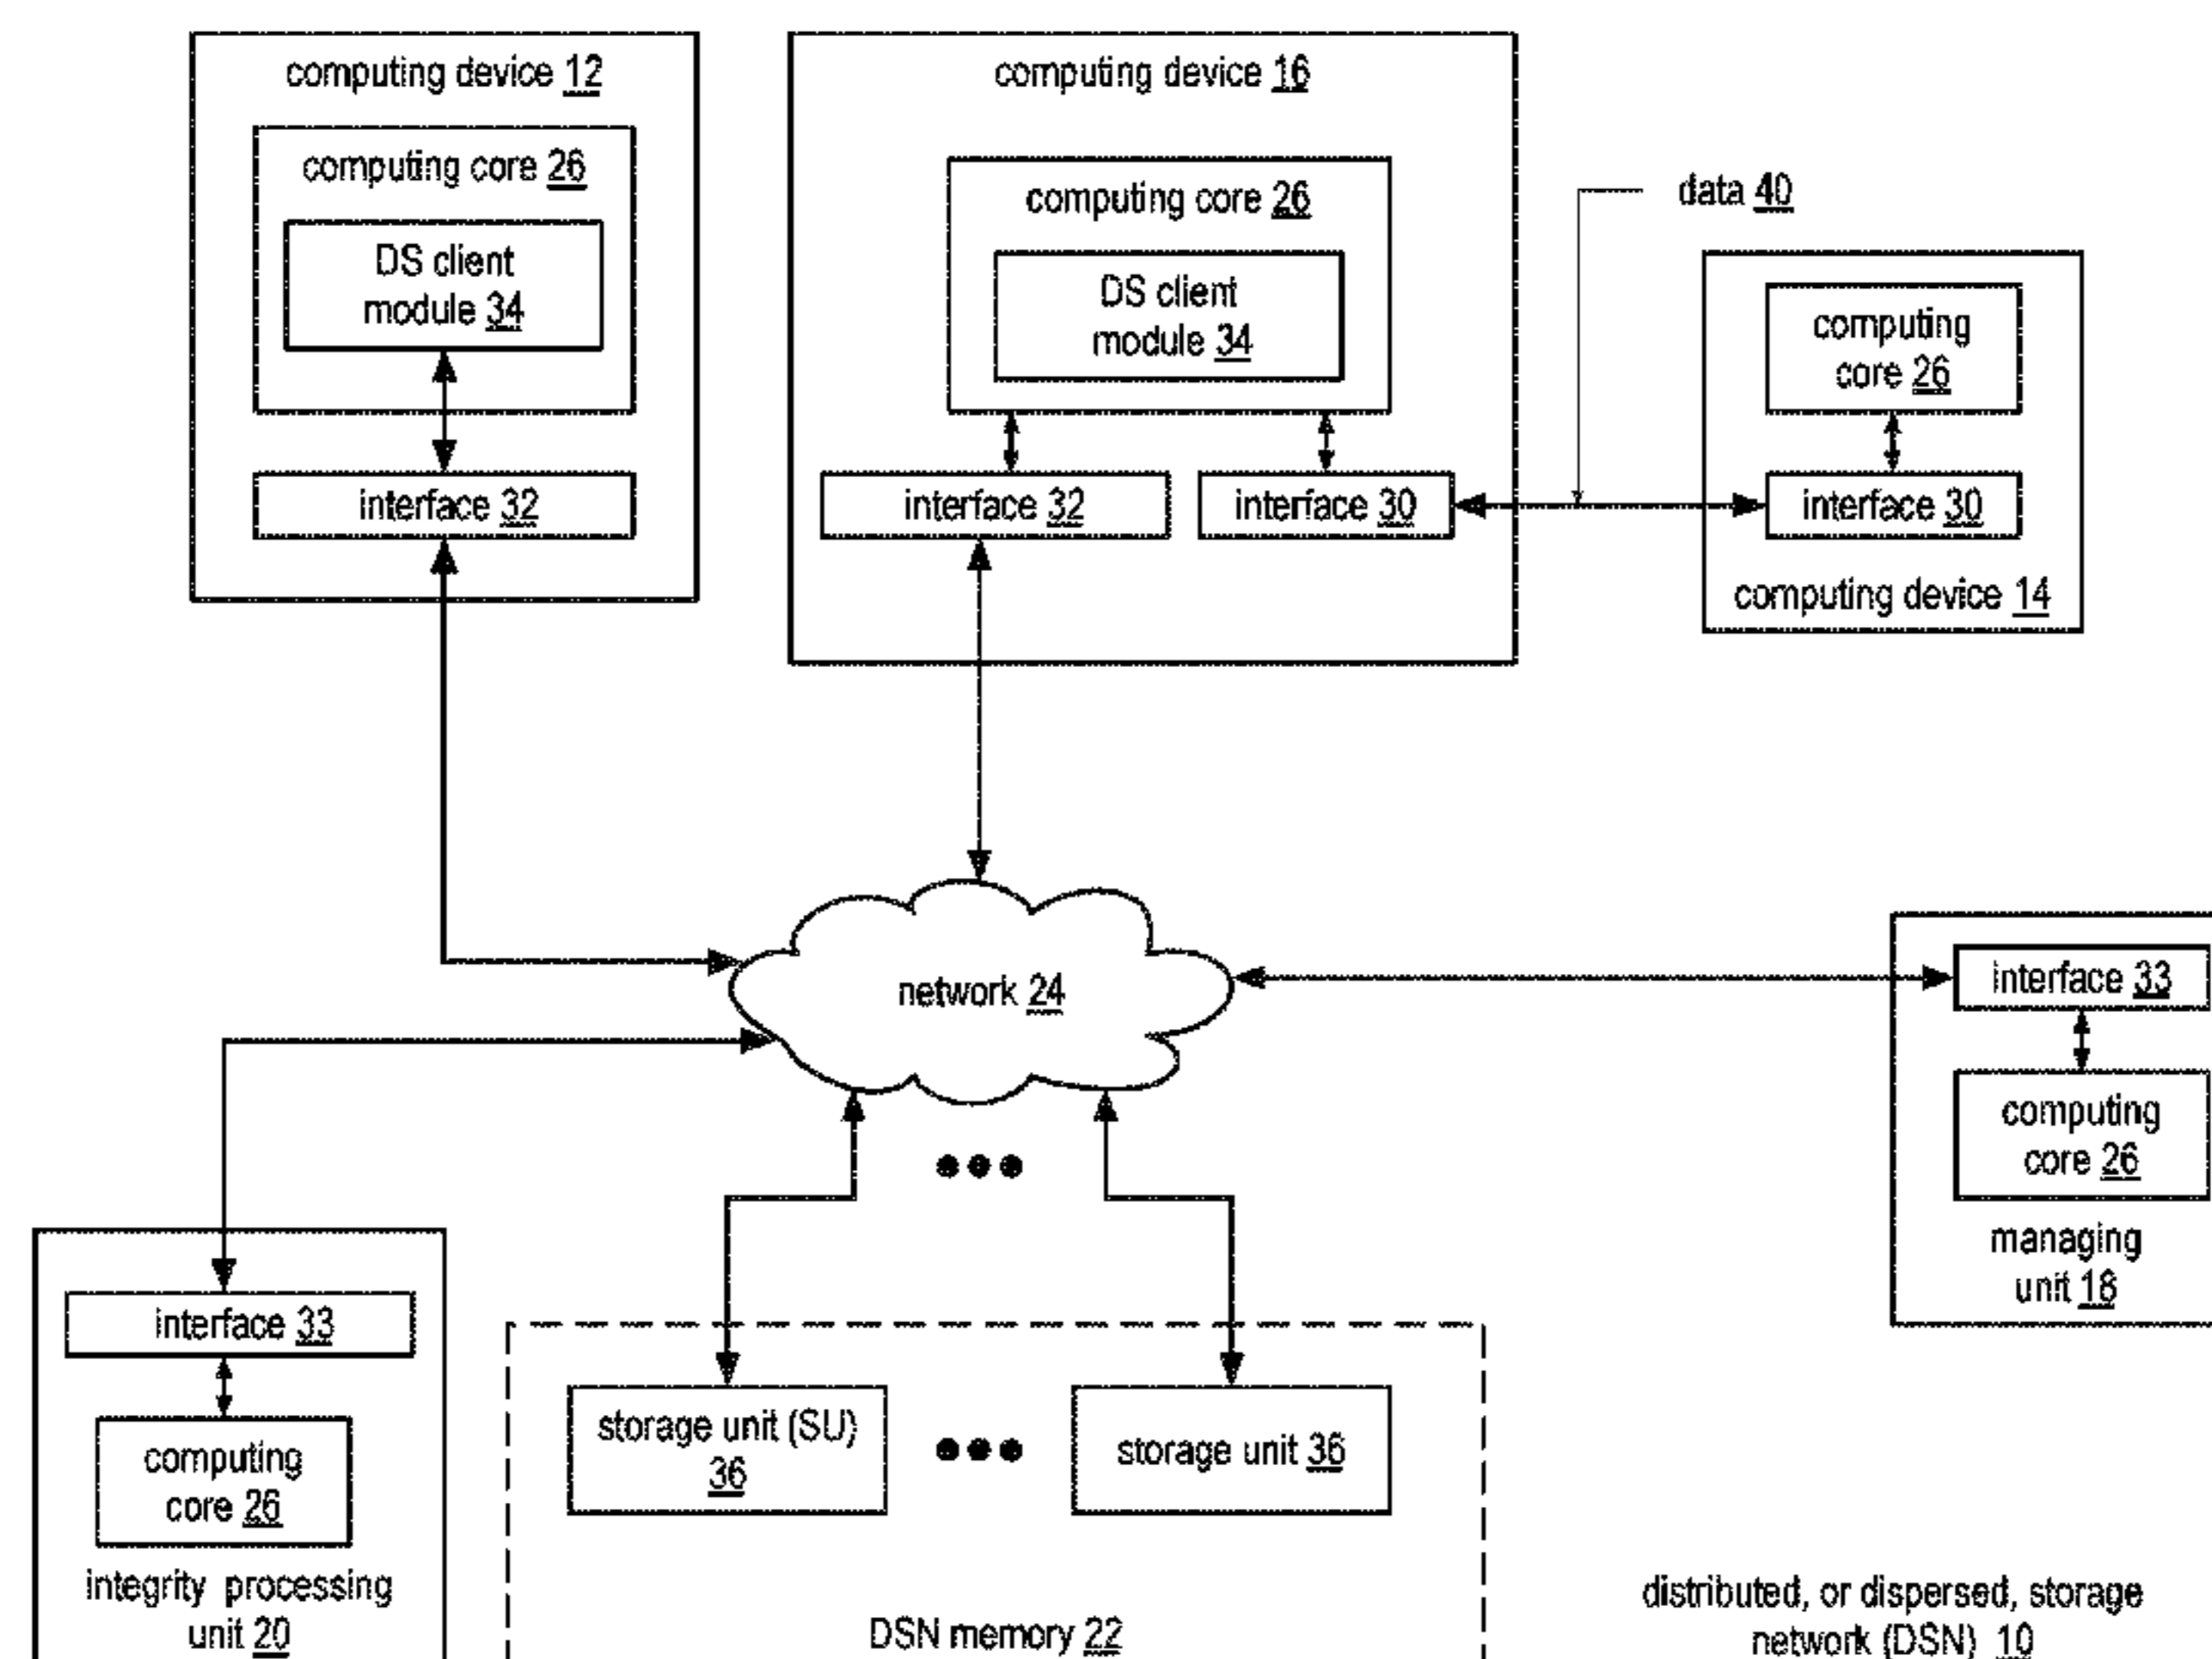 computing device 12
computing core 26
DS client
module 34
interface 32
computing device 16
computing core 26
DS client
module 34
interface 32
interface 30
data 40
computing
core 26
interface 30
computing device 14
network 24
interface 33
computing
core 26
managing
unit 18
interface 33
computing
core 26
integrity processing
unit 20
storage unit (SU)
36
storage unit 36
DSN memory 22
distributed, or dispersed, storage
network (DSN) 10